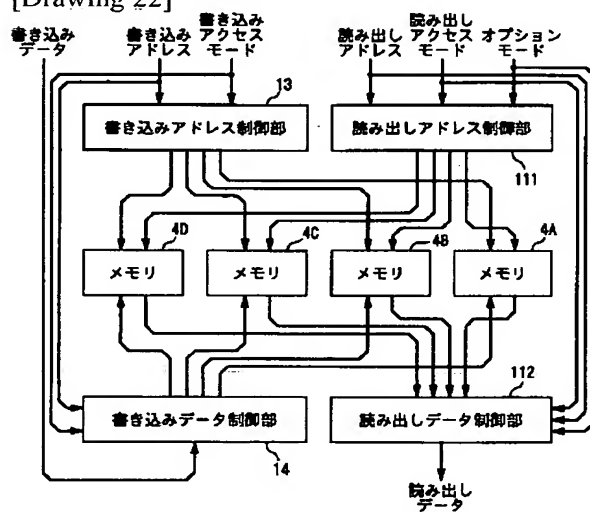 [Drawing 22]
書き込み
データ
書き込み
アドレス
書き込み
アクセス
モード
読み出し
アドレス
読み出し
アクセス
モード
オプション
モード
13
書き込みアドレス制御部
読み出しアドレス制御部
111
4D
メモリ
4C
メモリ
4B
メモリ
4A
メモリ
112
書き込みデータ制御部
読み出しデータ制御部
14
読み出し
データ